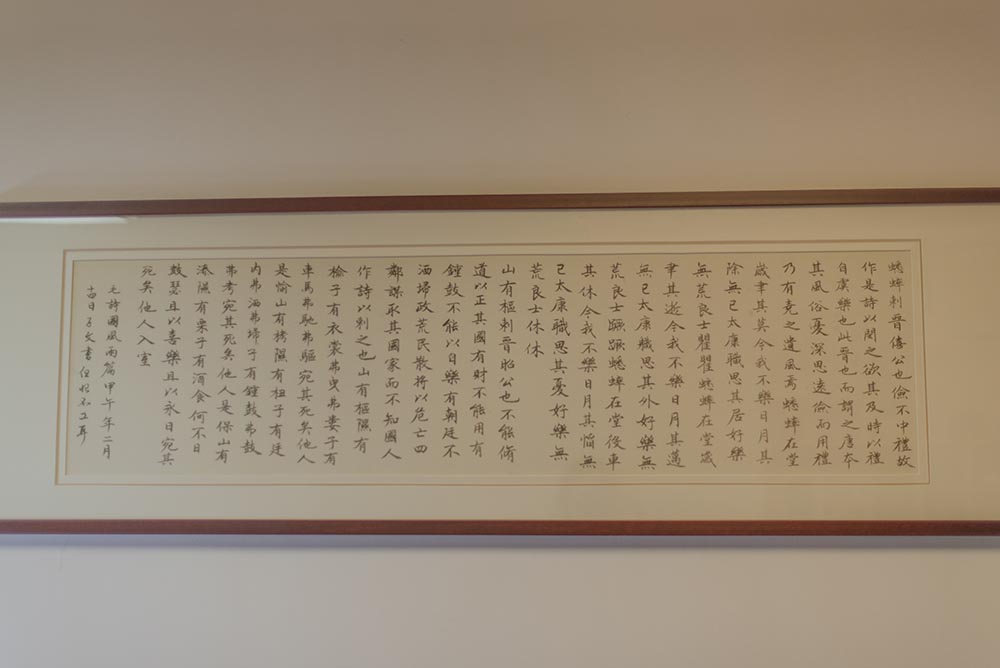 蟋蟀刺晉僖公也儉不中禮故
作是詩以閔之欲其及時以禮
自虞樂也此晉也而謂之唐本
其風俗憂深思遠儉而用禮
乃有堯之遺風焉蟋蟀在堂
歲聿其莫今我不樂日月其
除無已太康職思其居好樂
無荒良士瞿瞿蟋蟀在堂歲
聿其逝今我不樂日月其邁
無已太康職思其外好樂無
荒良士蹶蹶蟋蟀在堂役車
其休今我不樂日月其慆無
已太康職思其憂好樂無
荒良士休休
山有樞刺晉昭公也不能脩
道以正其國有財不能用有
鍾鼓不能以自樂有朝廷不
洒埽政荒民散將以危亡四
鄰謀取其國家而不知國人
作詩以刺之也山有樞隰有
榆子有衣裳弗曳弗婁子有
車馬弗馳弗驅宛其死矣他人
是愉山有栲隰有杻子有廷
內弗洒弗埽子有鐘鼓弗鼓
弗考宛其死矣他人是保山有
漆隰有栗子有酒食何不日
鼓瑟且以喜樂且以永日宛其
死矣他人入室
毛詩國風兩篇甲午年二月
日子文書但恨不工耳